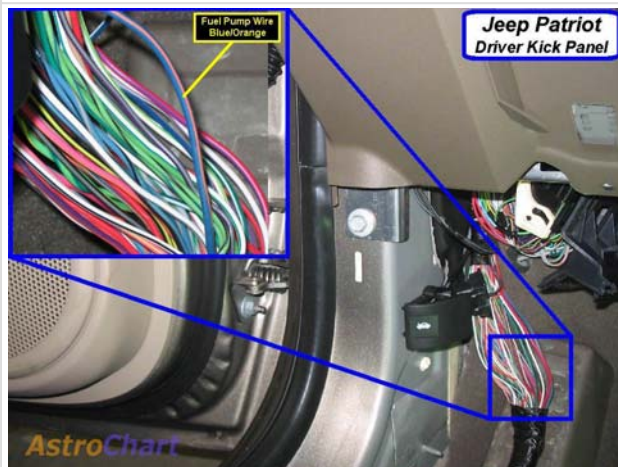 Fuel Pump Wire
Blue/Orange
Jeep Patriot
Driver Kick Panel
AstroChart